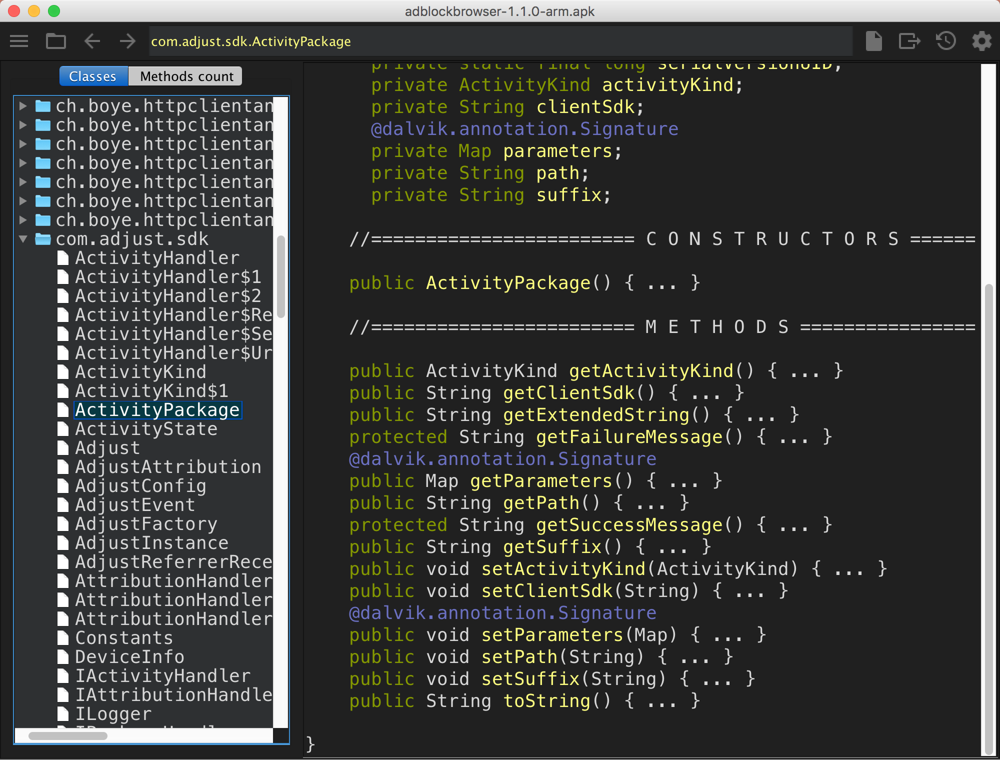 adblockbrowser-1.1.0-arm.apk
com.adjust.sdk.ActivityPackage
Classes
Methods count
ch.boye.httpclientan
ch.boye.httpclientan
ch.boye.httpclientan
ch.boye.httpclientan
ch.boye.httpclientan
ch.boye.httpclientan
ch.boye.httpclientan
com.adjust.sdk
ActivityHandler
ActivityHandler$1
ActivityHandler$2
ActivityHandler$Re
ActivityHandler$Se
ActivityHandler$Ur
ActivityKind
ActivityKind$1
ActivityPackage
ActivityState
Adjust
AdjustAttribution
AdjustConfig
AdjustEvent
AdjustFactory
AdjustInstance
AdjustReferrerRece
AttributionHandler
AttributionHandler
AttributionHandler
Constants
DeviceInfo
IActivityHandler
IAttributionHandle
ILogger
private static final long serialVersionUID;
private ActivityKind activityKind;
private String clientSdk;
@dalvik.annotation.Signature
private Map parameters;
private String path;
private String suffix;
//======================== C O N S T R U C T O R S ======
public ActivityPackage() { ... }
//======================== M E T H O D S ================
public ActivityKind getActivityKind() { ... }
public String getClientSdk() { ... }
public String getExtendedString() { ... }
protected String getFailureMessage() { ... }
@dalvik.annotation.Signature
public Map getParameters() { ... }
public String getPath() { ... }
protected String getSuccessMessage() { ... }
public String getSuffix() { ... }
public void setActivityKind(ActivityKind) { ... }
public void setClientSdk(String) { ... }
@dalvik.annotation.Signature
public void setParameters(Map) { ... }
public void setPath(String) { ... }
public void setSuffix(String) { ... }
public String toString() { ... }
}